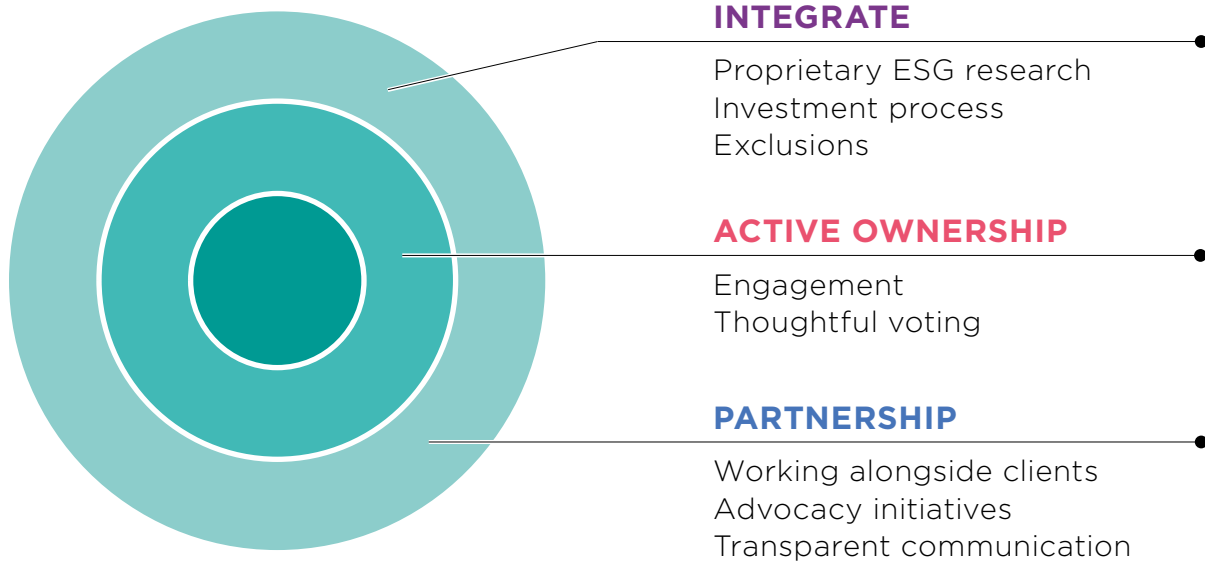 INTEGRATE
Proprietary ESG research
Investment process
Exclusions
ACTIVE OWNERSHIP
Engagement
Thoughtful voting
PARTNERSHIP
Working alongside clients
Advocacy initiatives
Transparent communication